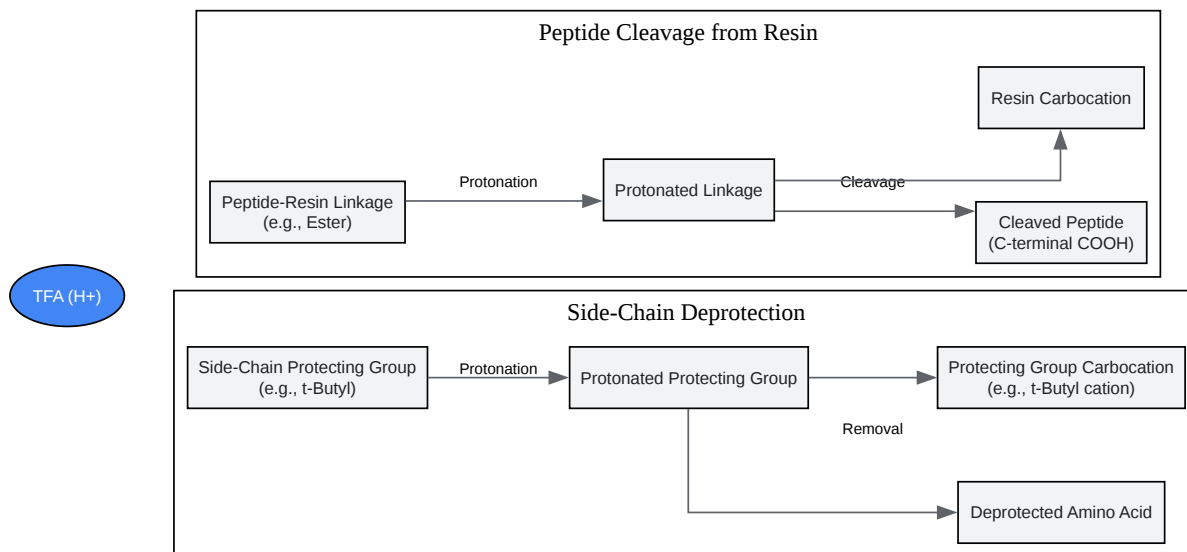 Peptide Cleavage from Resin
Resin Carbocation
Protonation
Protonated Linkage
Cleavage
Peptide-Resin Linkage
(e.g., Ester)
Cleaved Peptide
(C-terminal COOH)
TFA (H+)
Side-Chain Deprotection
Side-Chain Protecting Group
(e.g., t-Butyl)
Protonation
Protonated Protecting Group
Protecting Group Carbocation
(e.g., t-Butyl cation)
Removal
Deprotected Amino Acid